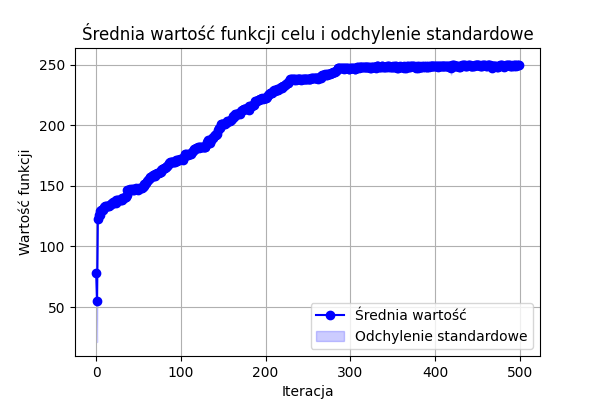 Średnia wartość funkcji celu i odchylenie standardowe
Wartość funkcji
250
200
150
100
50
0 100 200 300 400 500
Iteracja
Średnia wartość
Odchylenie standardowe